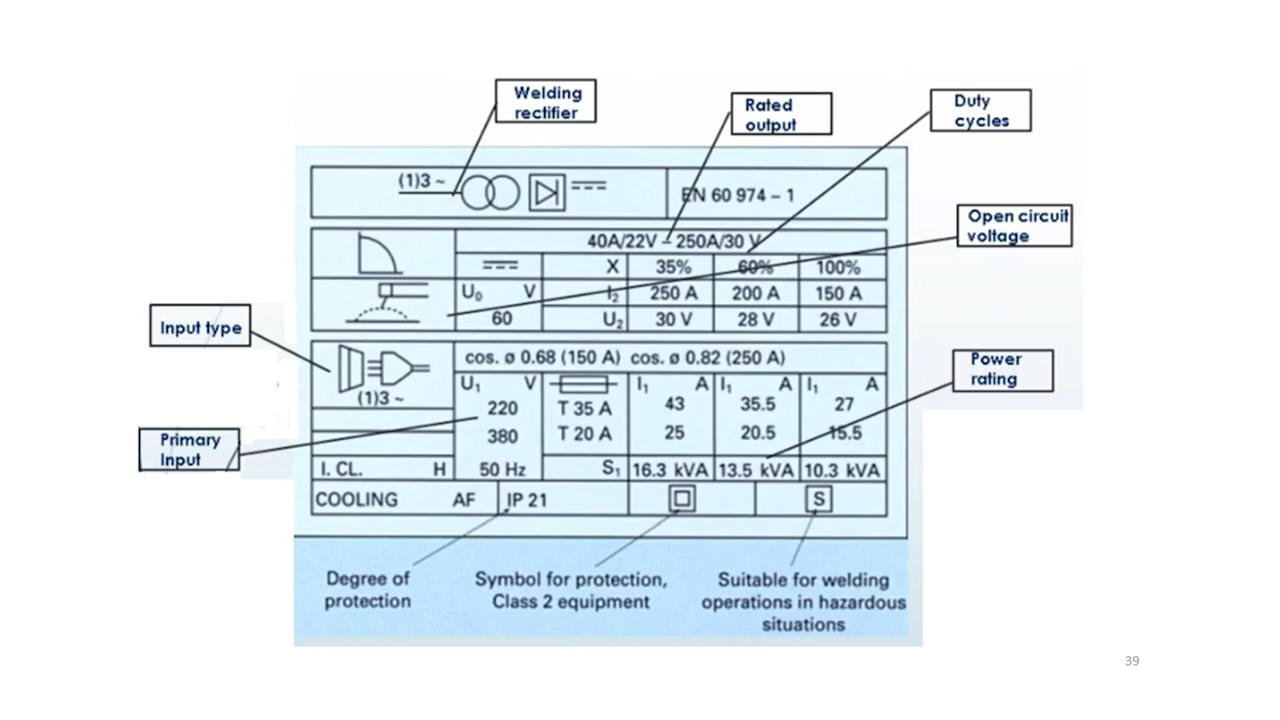 Welding
rectifier
Rated
output
Duty
cycles
(1)3 ~
EN 60 974 – 1
Open circuit
voltage
40A/22V – 250A/30 V
X 35% 60% 100%
U₀ V I₂ 250 A 200 A 150 A
60 U₂ 30 V 28 V 26 V
Input type
cos. ø 0.68 (150 A) cos. ø 0.82 (250 A)
Power
rating
U₁ V I₁ A I₁ A I₁ A
(1)3 ~
220 T 35 A 43 35.5 27
380 T 20 A 25 20.5 15.5
Primary
Input
I. CL. H 50 Hz S₁ 16.3 kVA 13.5 kVA 10.3 kVA
COOLING AF IP 21 S
Degree of
protection
Symbol for protection,
Class 2 equipment
Suitable for welding
operations in hazardous
situations
39